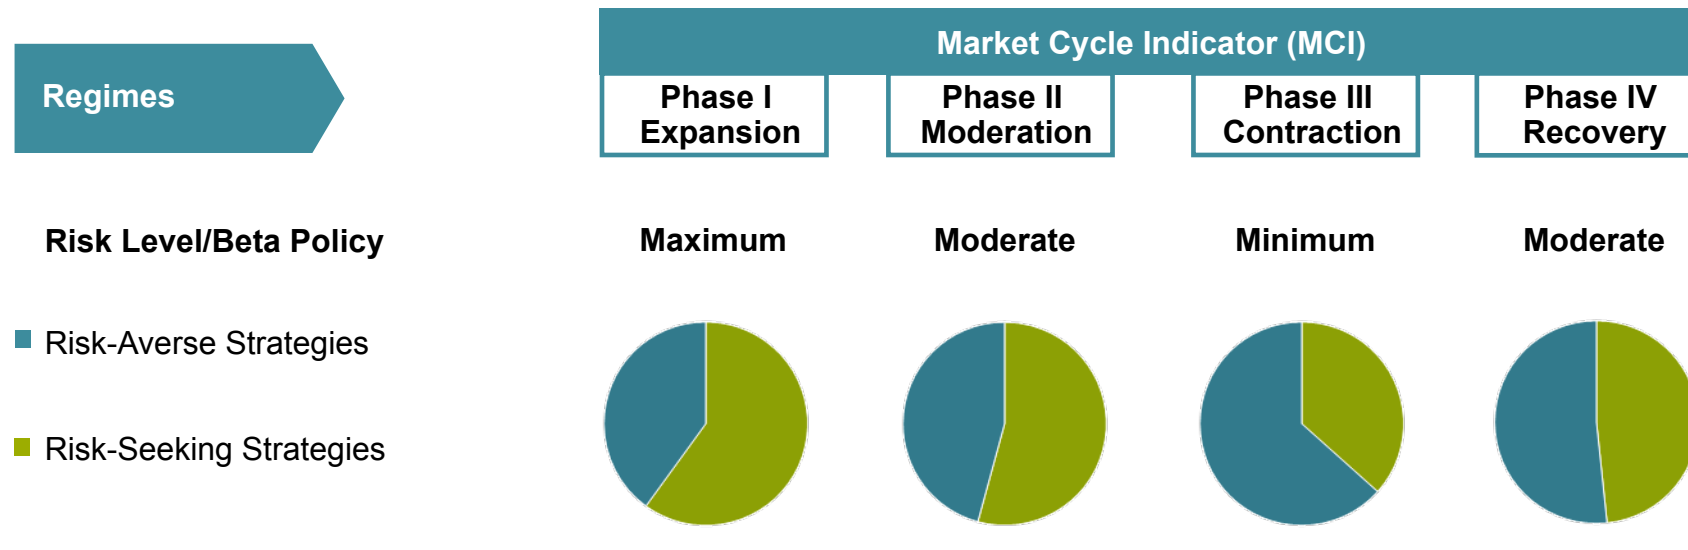 Market Cycle Indicator (MCI)
Regimes
Phase I
Expansion
Phase II
Moderation
Phase III
Contraction
Phase IV
Recovery
Risk Level/Beta Policy
Maximum
Moderate
Minimum
Moderate
Risk-Averse Strategies
Risk-Seeking Strategies